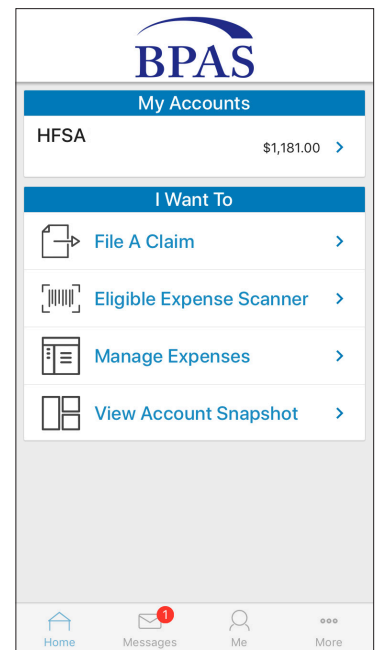 BPAS
My Accounts
HFSA
$1,181.00
I Want To
File A Claim
Eligible Expense Scanner
Manage Expenses
View Account Snapshot
1
Home Messages Me More